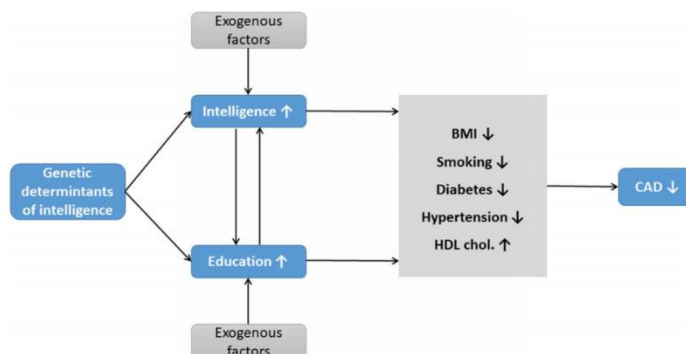 Exogenous
factors
Intelligence ↑
Genetic
determintants
of intelligence
BMI ↓
Smoking ↓
Diabetes ↓
Hypertension ↓
HDL chol. ↑
CAD ↓
Education ↑
Exogenous
factors